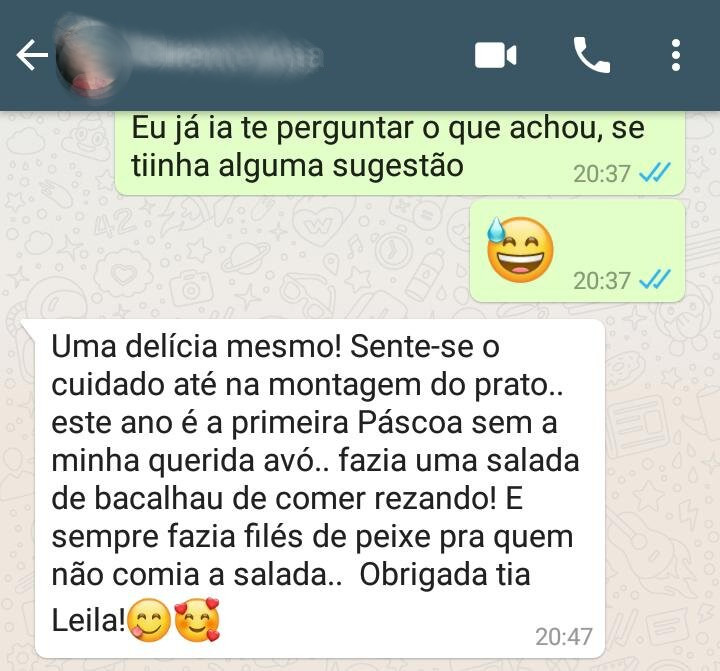 Eu já ia te perguntar o que achou, se
tiinha alguma sugestão
20:37
20:37
Uma delícia mesmo! Sente-se o
cuidado até na montagem do prato..
este ano é a primeira Páscoa sem a
minha querida avó.. fazia uma salada
de bacalhau de comer rezando! E
sempre fazia filés de peixe pra quem
não comia a salada..  Obrigada tia
Leila!😋🥰
20:47